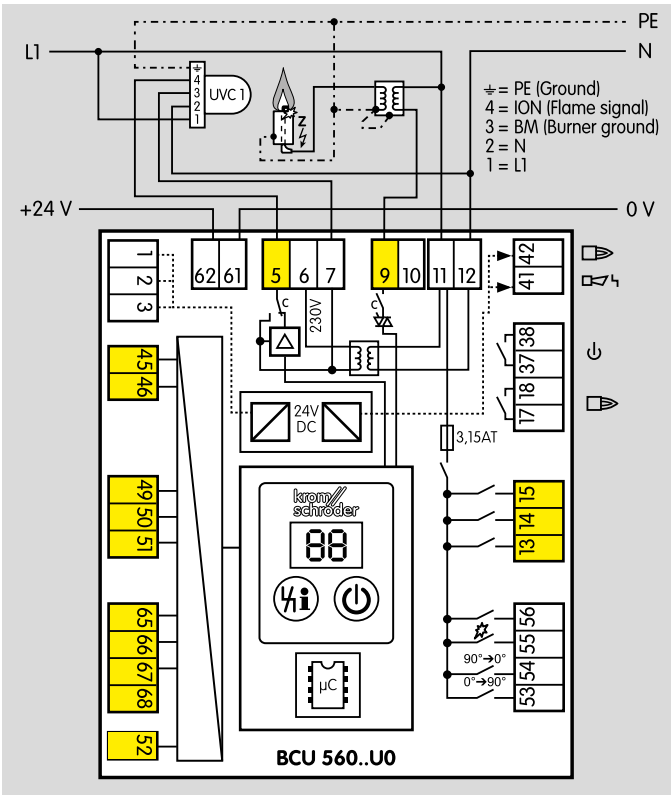 PE
L1
N
4
3
2
1
UVC 1
Z
= PE (Ground)
4 = ION (Flame signal)
3 = BM (Burner ground)
2 = N
1 = L1
+24 V
0 V
1
2
3
62 61
5 6 7
9 10
11 12
42
41
c
230V
c
38
37
18
17
45
46
24V
DC
3,15AT
49
50
51
15
14
13
krom
schroder
88
i
65
66
67
68
56
55
90°→0°
54
0°→90°
53
µC
52
BCU 560..U0